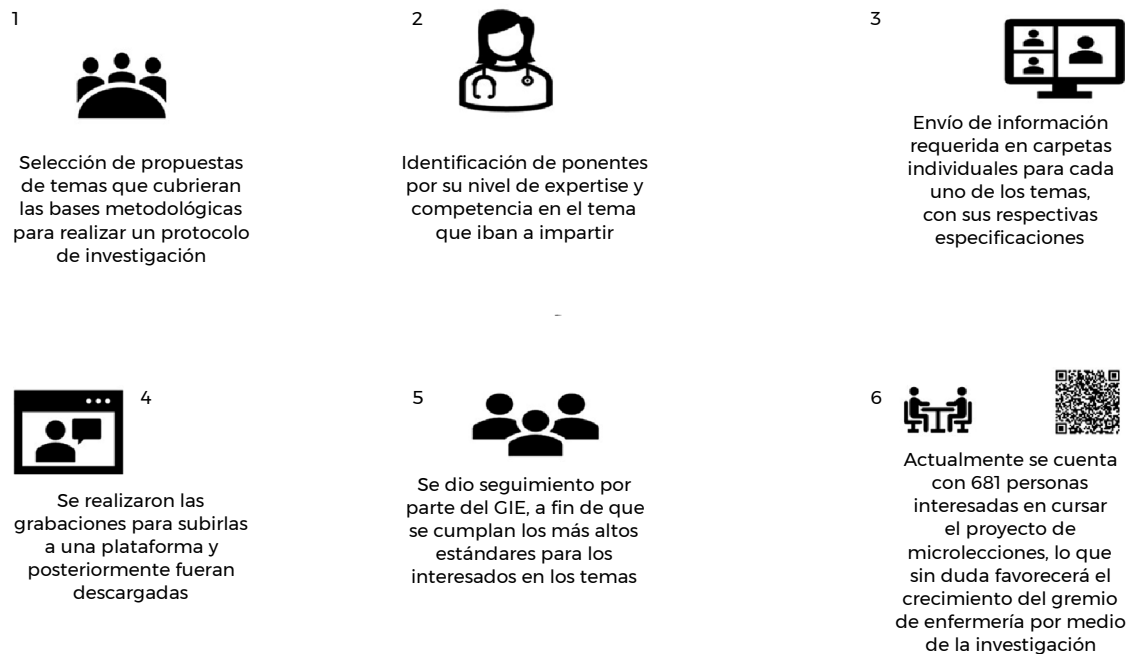 1
Selección de propuestas
de temas que cubrieran
las bases metodológicas
para realizar un protocolo
de investigación
2
Identificación de ponentes
por su nivel de expertise y
competencia en el tema
que iban a impartir
3
Envío de información
requerida en carpetas
individuales para cada
uno de los temas,
con sus respectivas
especificaciones
4
Se realizaron las
grabaciones para subirlas
a una plataforma y
posteriormente fueran
descargadas
5
Se dio seguimiento por
parte del GIE, a fin de que
se cumplan los más altos
estándares para los
interesados en los temas
6
Actualmente se cuenta
con 681 personas
interesadas en cursar
el proyecto de
microlecciones, lo que
sin duda favorecerá el
crecimiento del gremio
de enfermería por medio
de la investigación